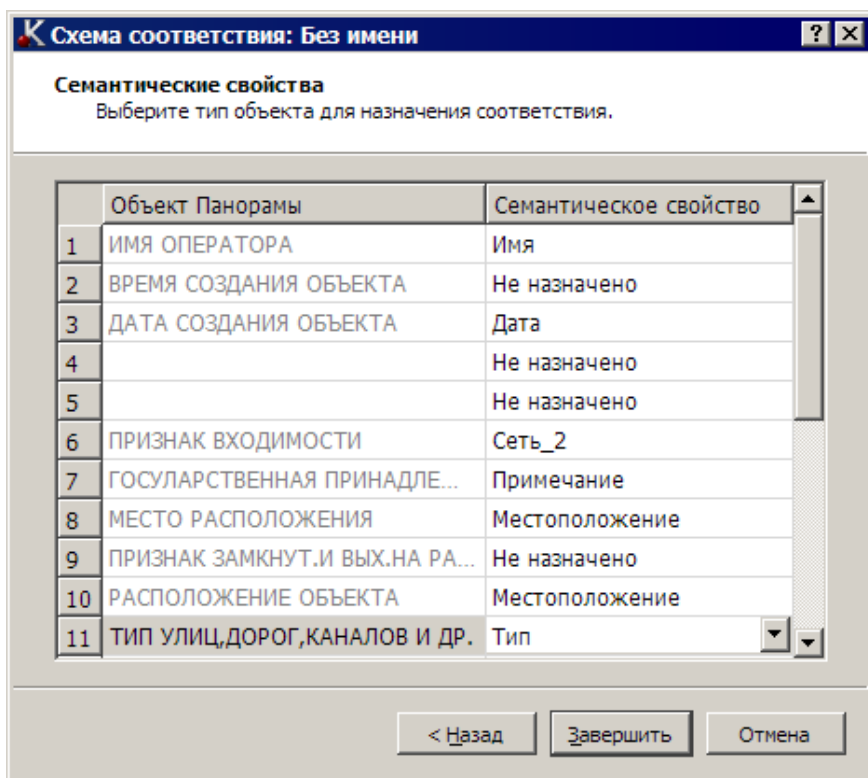 Схема соответствия: Без имени
Семантические свойства
Выберите тип объекта для назначения соответствия.
Объект Панорамы Семантическое свойство
1 ИМЯ ОПЕРАТОРА Имя
2 ВРЕМЯ СОЗДАНИЯ ОБЪЕКТА Не назначено
3 ДАТА СОЗДАНИЯ ОБЪЕКТА Дата
4 Не назначено
5 Не назначено
6 ПРИЗНАК ВХОДИМОСТИ Сеть_2
7 ГОСУЛАРСТВЕННАЯ ПРИНАДЛЕ... Примечание
8 МЕСТО РАСПОЛОЖЕНИЯ Местоположение
9 ПРИЗНАК ЗАМКНУТ.И ВЫХ.НА РА... Не назначено
10 РАСПОЛОЖЕНИЕ ОБЪЕКТА Местоположение
11 ТИП УЛИЦ,ДОРОГ,КАНАЛОВ И ДР. Тип
< Назад Завершить Отмена